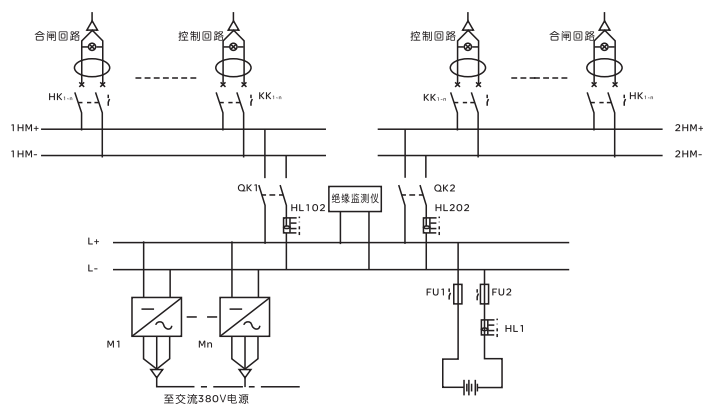 合闸回路
控制回路
控制回路
合闸回路
HK1-n
KK1-n
KK1-n
HK1-n
1HM+
2HM+
1HM-
2HM-
QK1
绝缘监测仪
QK2
HL102
HL202
L+
L-
FU1
FU2
HL1
M1
Mn
至交流380V电源